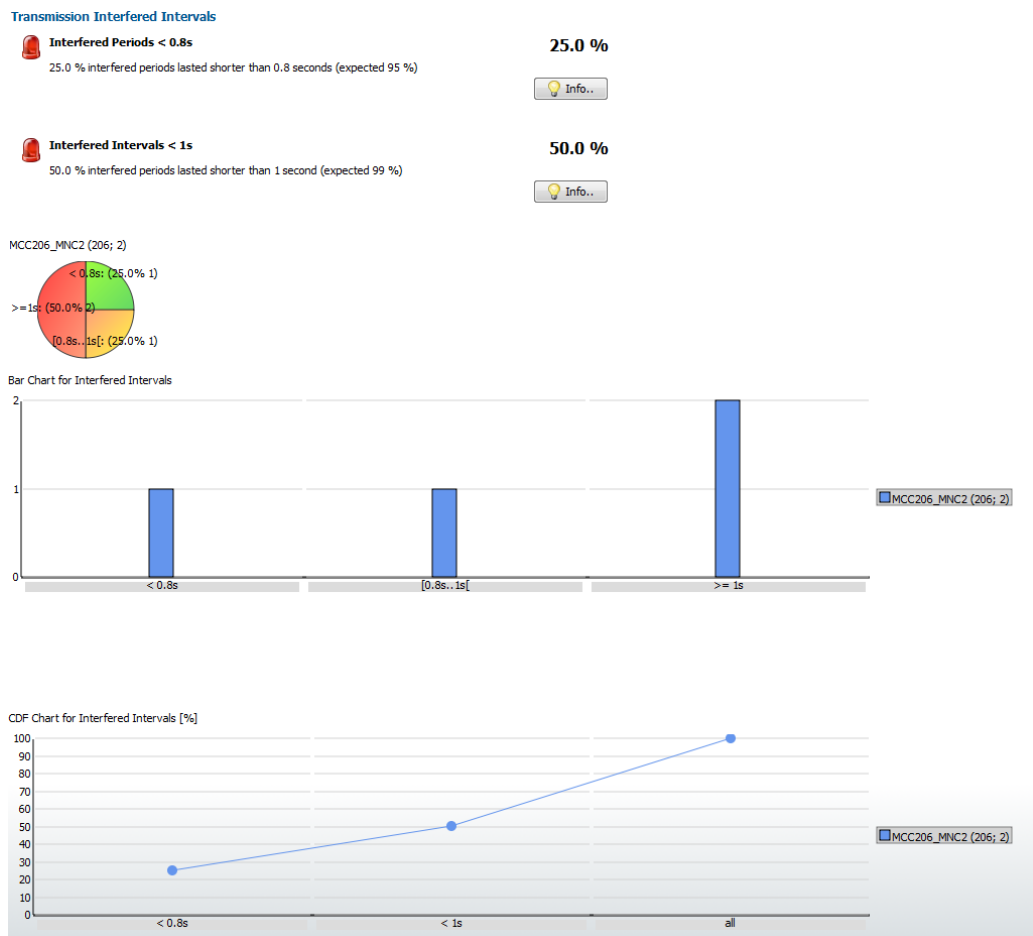 Transmission Interfered Intervals
Interfered Periods < 0.8s
25.0 %
25.0 % interfered periods lasted shorter than 0.8 seconds (expected 95 %)
Info..
Interfered Intervals < 1s
50.0 %
50.0 % interfered periods lasted shorter than 1 second (expected 99 %)
Info..
MCC206_MNC2 (206; 2)
< 0.8s: (25.0% 1)
>=1s: (50.0% 2)
[0.8s..1s[: (25.0% 1)
Bar Chart for Interfered Intervals
2
1
0
< 0.8s
[0.8s..1s[
>= 1s
MCC206_MNC2 (206; 2)
CDF Chart for Interfered Intervals [%]
100
90
80
70
60
50
40
30
20
10
0
< 0.8s
< 1s
all
MCC206_MNC2 (206; 2)